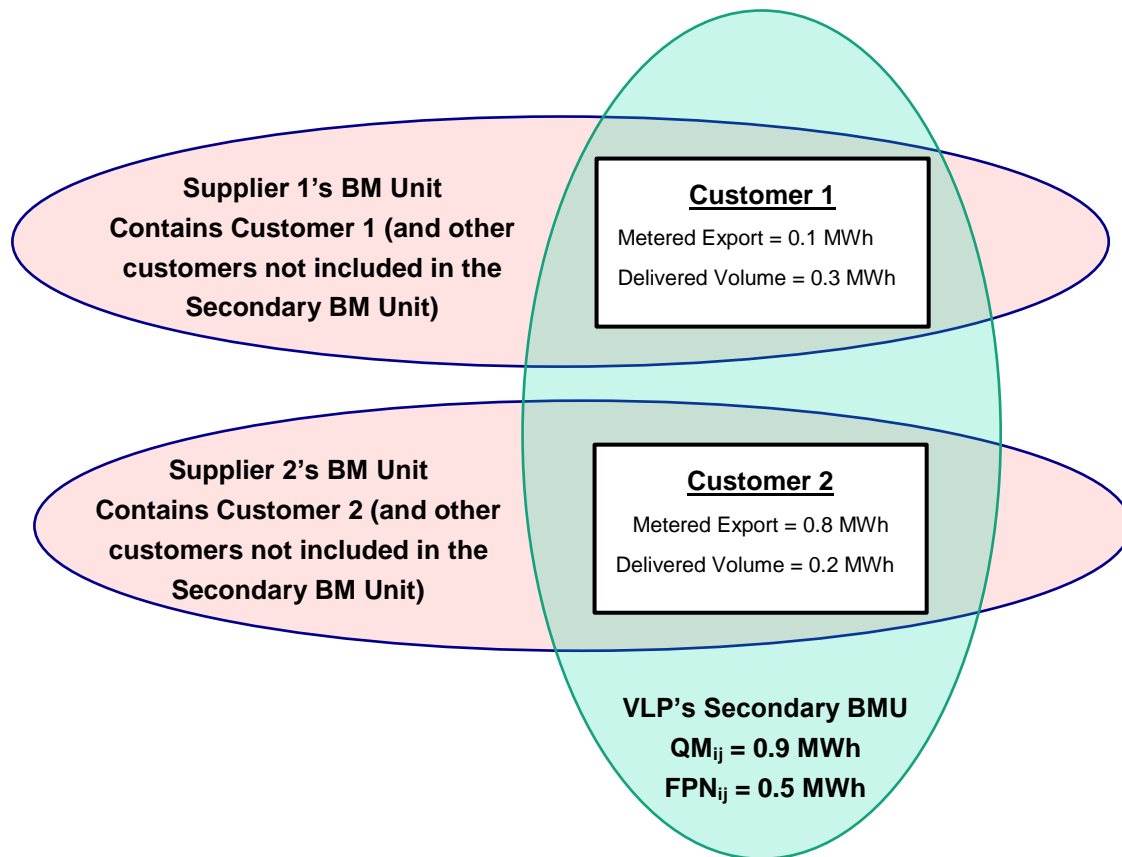 Supplier 1’s BM Unit
Contains Customer 1 (and other
customers not included in the
Secondary BM Unit)
Customer 1
Metered Export = 0.1 MWh
Delivered Volume = 0.3 MWh
Supplier 2’s BM Unit
Contains Customer 2 (and other
customers not included in the
Secondary BM Unit)
Customer 2
Metered Export = 0.8 MWh
Delivered Volume = 0.2 MWh
VLP’s Secondary BMU
QMij = 0.9 MWh
FPNij = 0.5 MWh